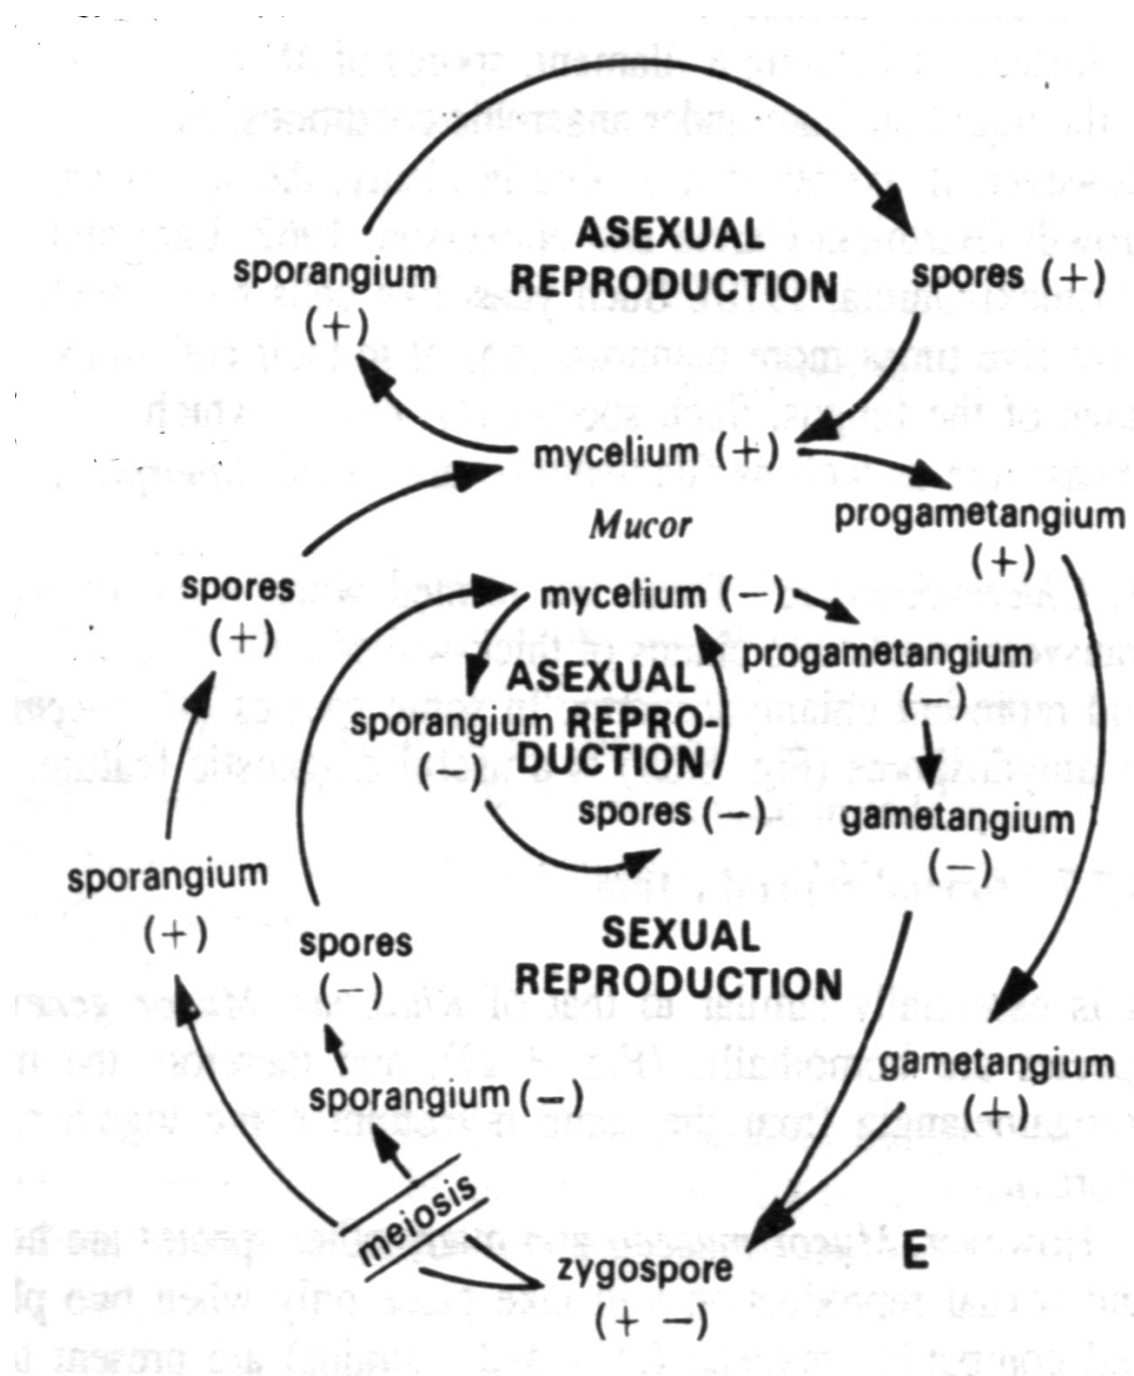 ASEXUAL
REPRODUCTION
sporangium
(+)
spores (+)
mycelium (+)
progametangium
(+)
Mucor
spores
(+)
mycelium (−)
progametangium
(−)
ASEXUAL
REPRO-
DUCTION
sporangium
(−)
spores (−)
gametangium
(−)
sporangium
(+)
spores
(−)
SEXUAL
REPRODUCTION
sporangium (−)
gametangium
(+)
meiosis
zygospore
(+ −)
E